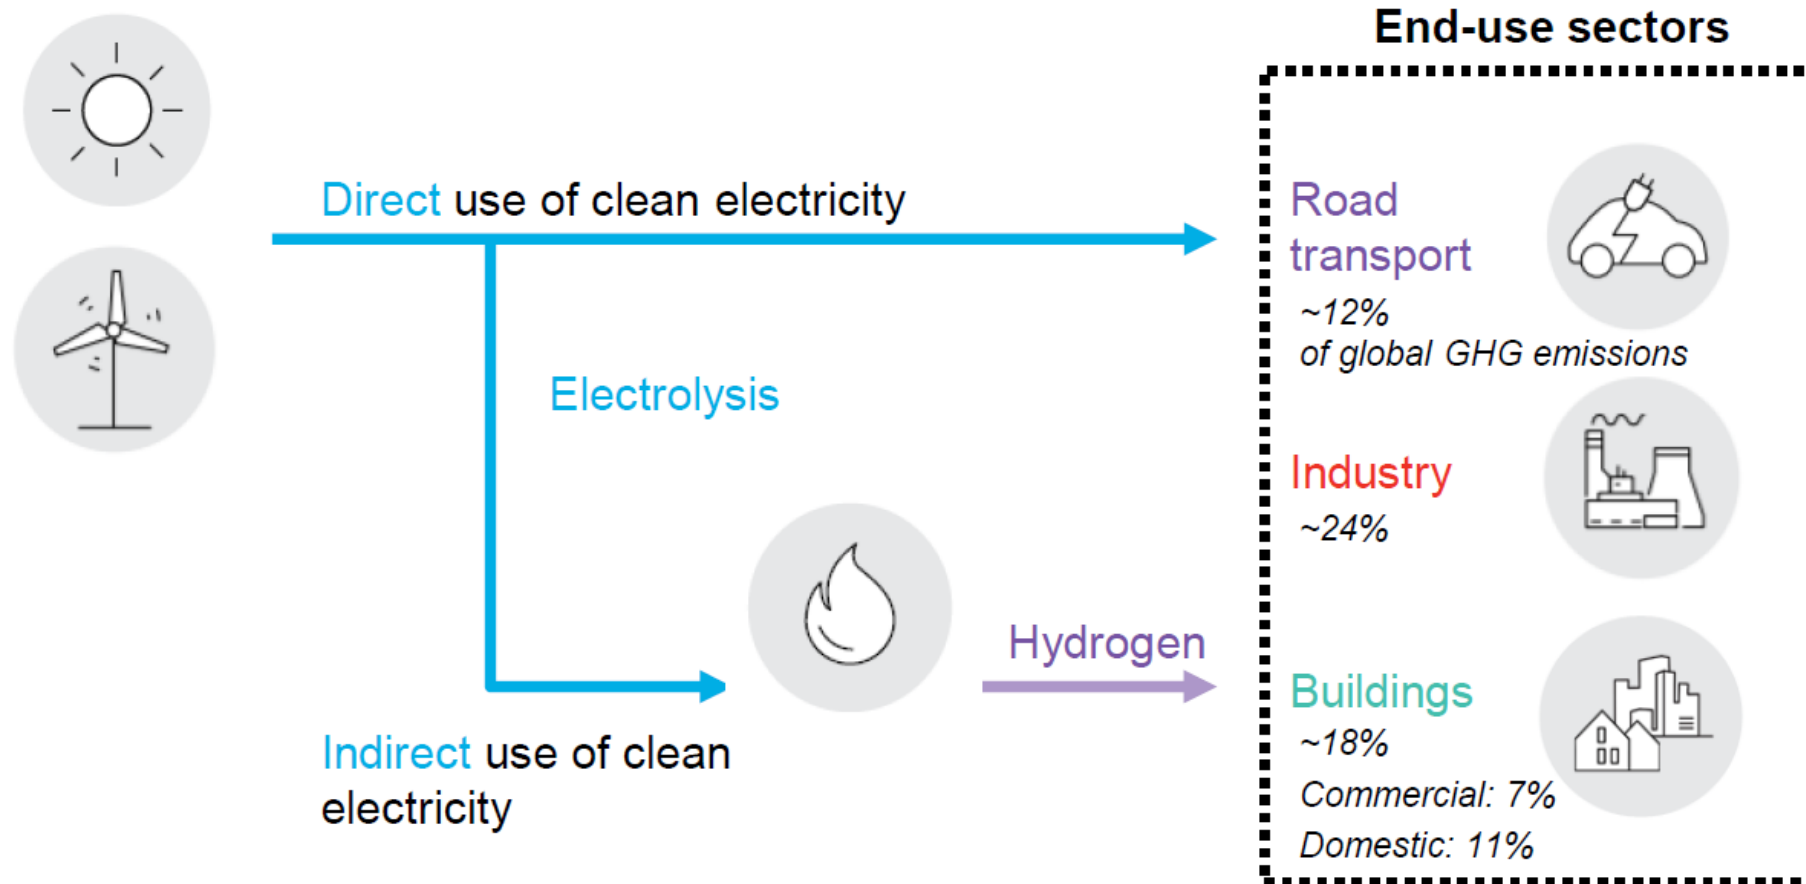 End-use sectors
Direct use of clean electricity
Road
transport
~12%
of global GHG emissions
Electrolysis
Industry
~24%
Hydrogen
Indirect use of clean
electricity
Buildings
~18%
Commercial: 7%
Domestic: 11%